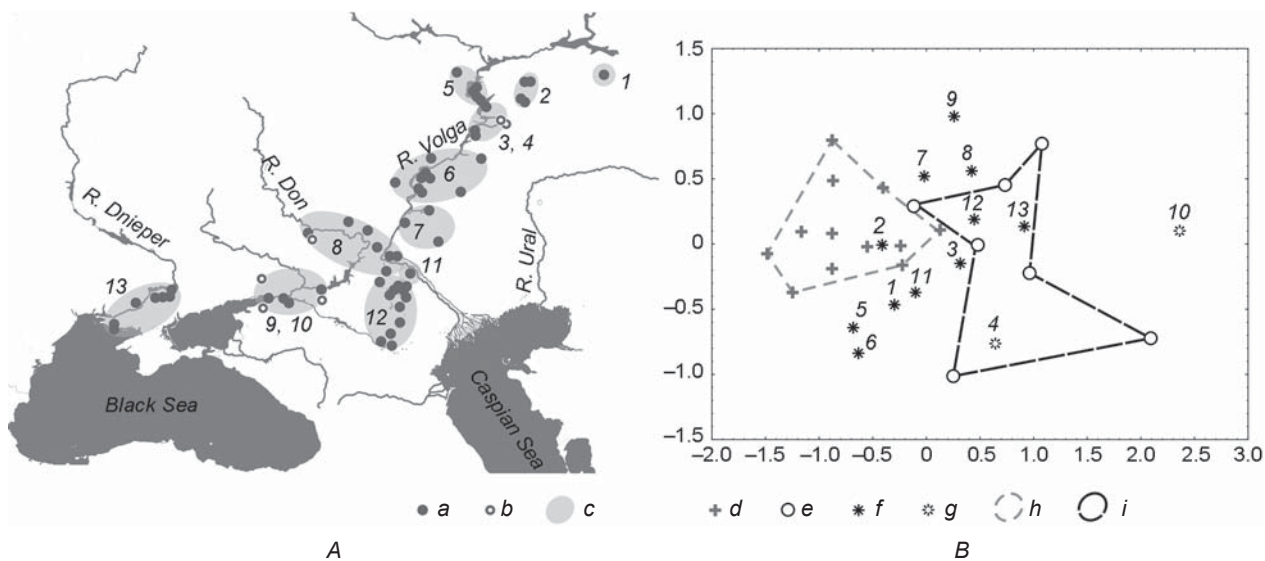 1
5
2
3, 4
R. Volga
6
R. Don
7
8
R. Dnieper
11
R. Ural
13
9, 10
12
Black Sea
Caspian Sea
a b c
A
1.5
1.0
0.5
0
–0.5
–1.0
–1.5
–2.0 –1.5 –1.0 –0.5 0 0.5 1.0 1.5 2.0 2.5 3.0
9
7 8
12 13 10
2
3
11
1
5
6
4
d e f g h i
B